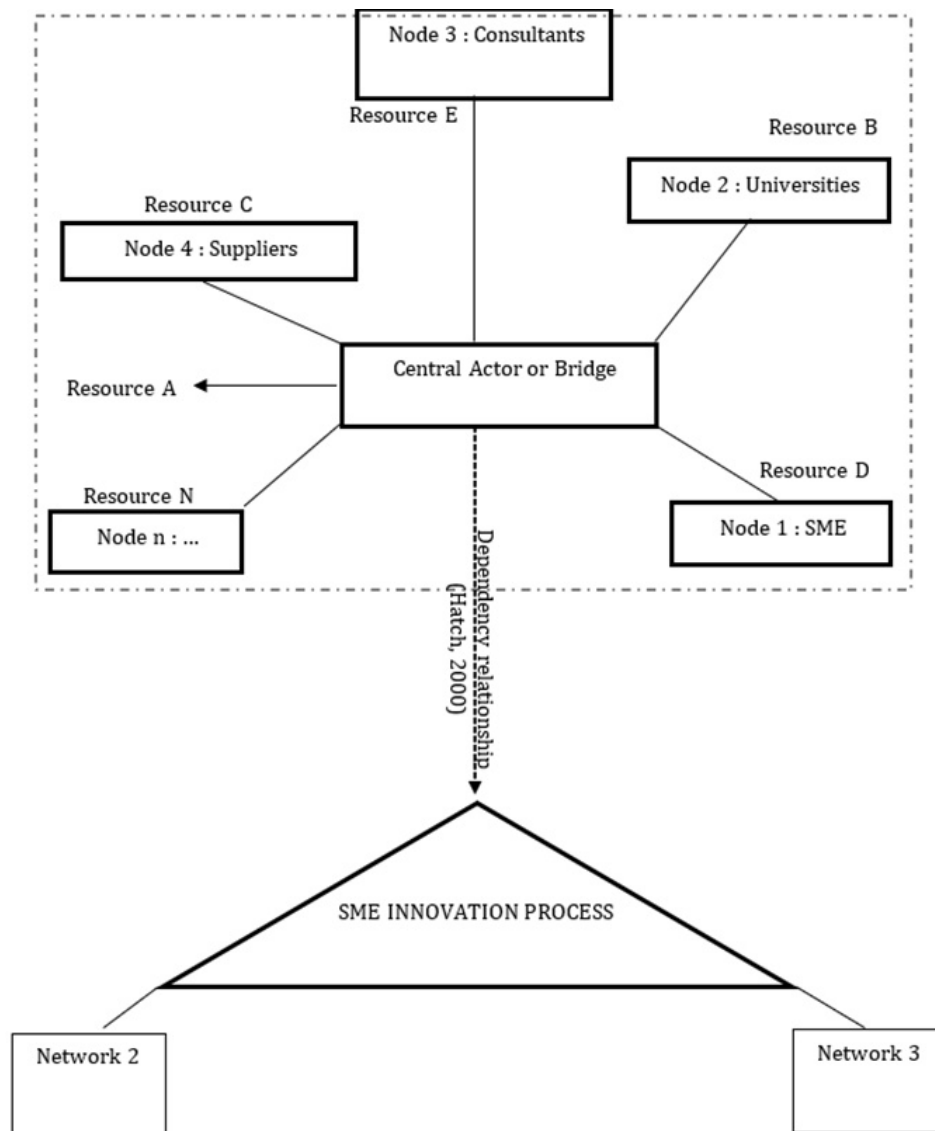 Node 3 : Consultants
Resource E
Resource B
Node 2 : Universities
Resource C
Node 4 : Suppliers
Central Actor or Bridge
Resource A
Resource D
Resource N
Node 1 : SME
Node n : ...
Dependency relationship
(Hatch, 2000)
SME INNOVATION PROCESS
Network 2
Network 3